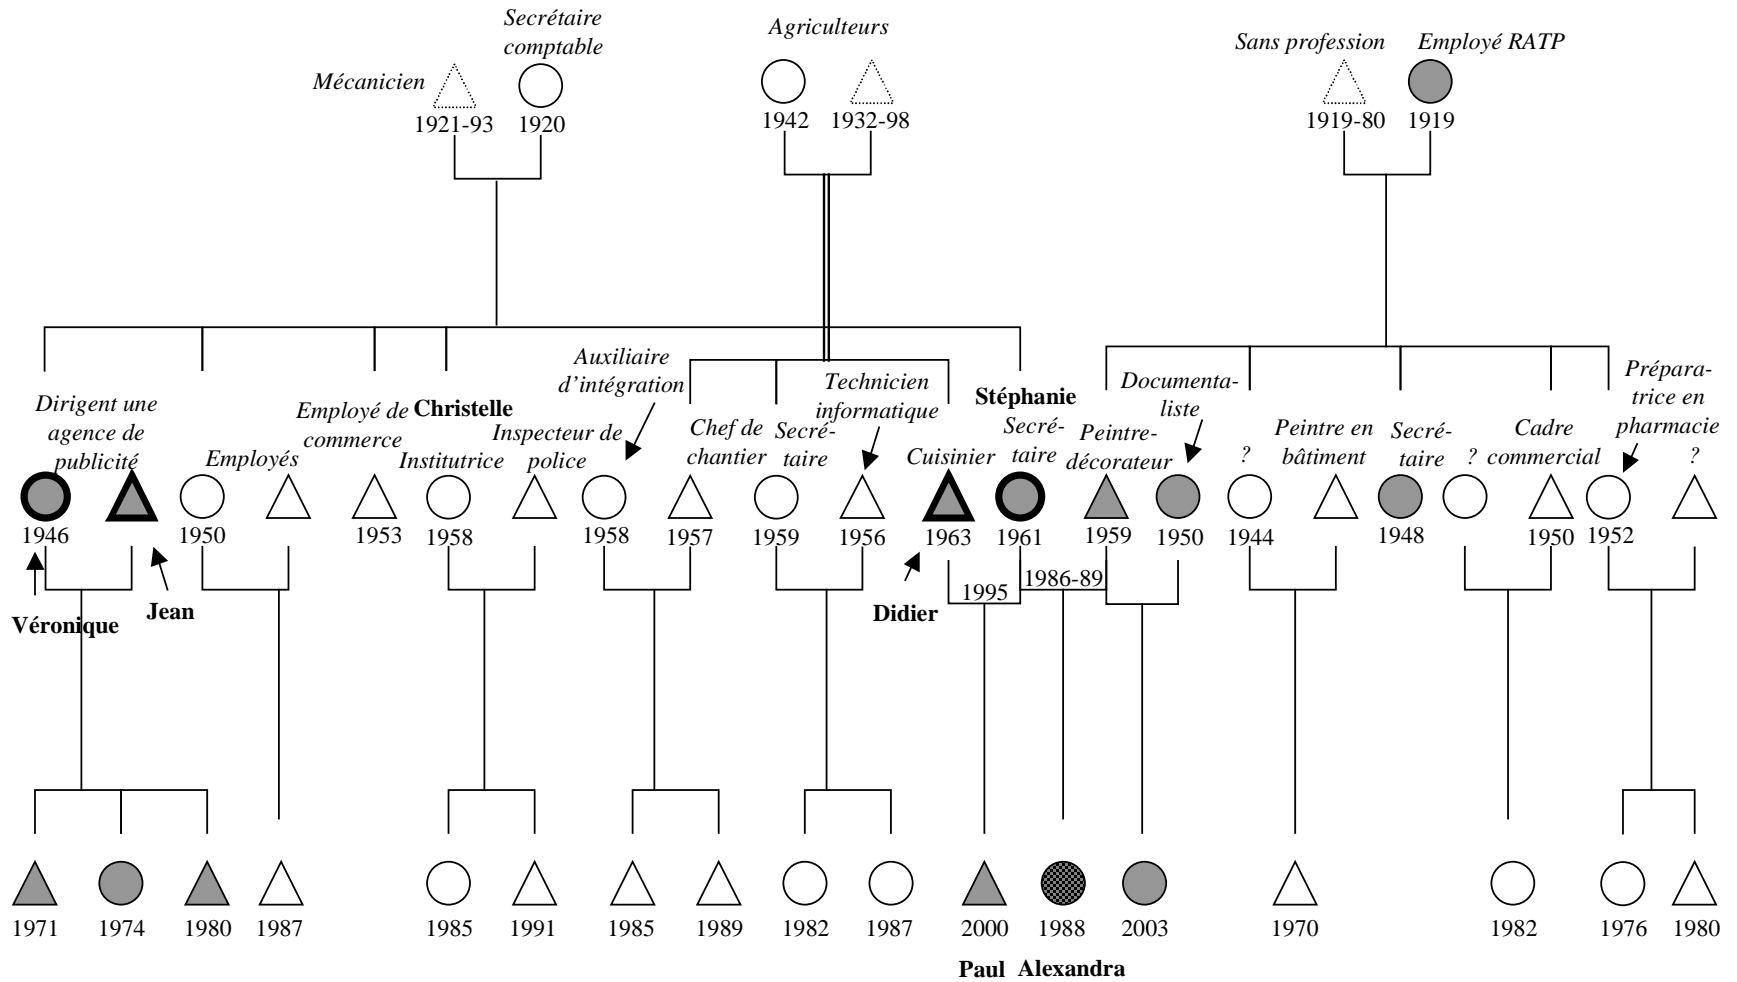 Secrétaire
comptable
Agriculteurs
Sans profession
Employé RATP
Mécanicien
1921-93
1920
1942
1932-98
1919-80
1919
Dirigent une
agence de
publicité
Employés
Employé de
commerce
Christelle
Institutrice
Inspecteur de
police
Auxiliaire
d’intégration
Chef de
chantier
Secré-
taire
Technicien
informatique
Cuisinier
Stéphanie
Secré-
taire
Peintre-
décorateur
Documenta-
liste
?
Peintre en
bâtiment
Secré-
taire
?
Cadre
commercial
Prépara-
trice en
pharmacie
?
1946
1950
1953
1958
1958
1957
1959
1956
1963
1961
1959
1950
1944
1948
1950
1952
1995
1986-89
Véronique
Jean
Didier
1971
1974
1980
1987
1985
1991
1985
1989
1982
1987
2000
1988
2003
1970
1982
1976
1980
Paul
Alexandra